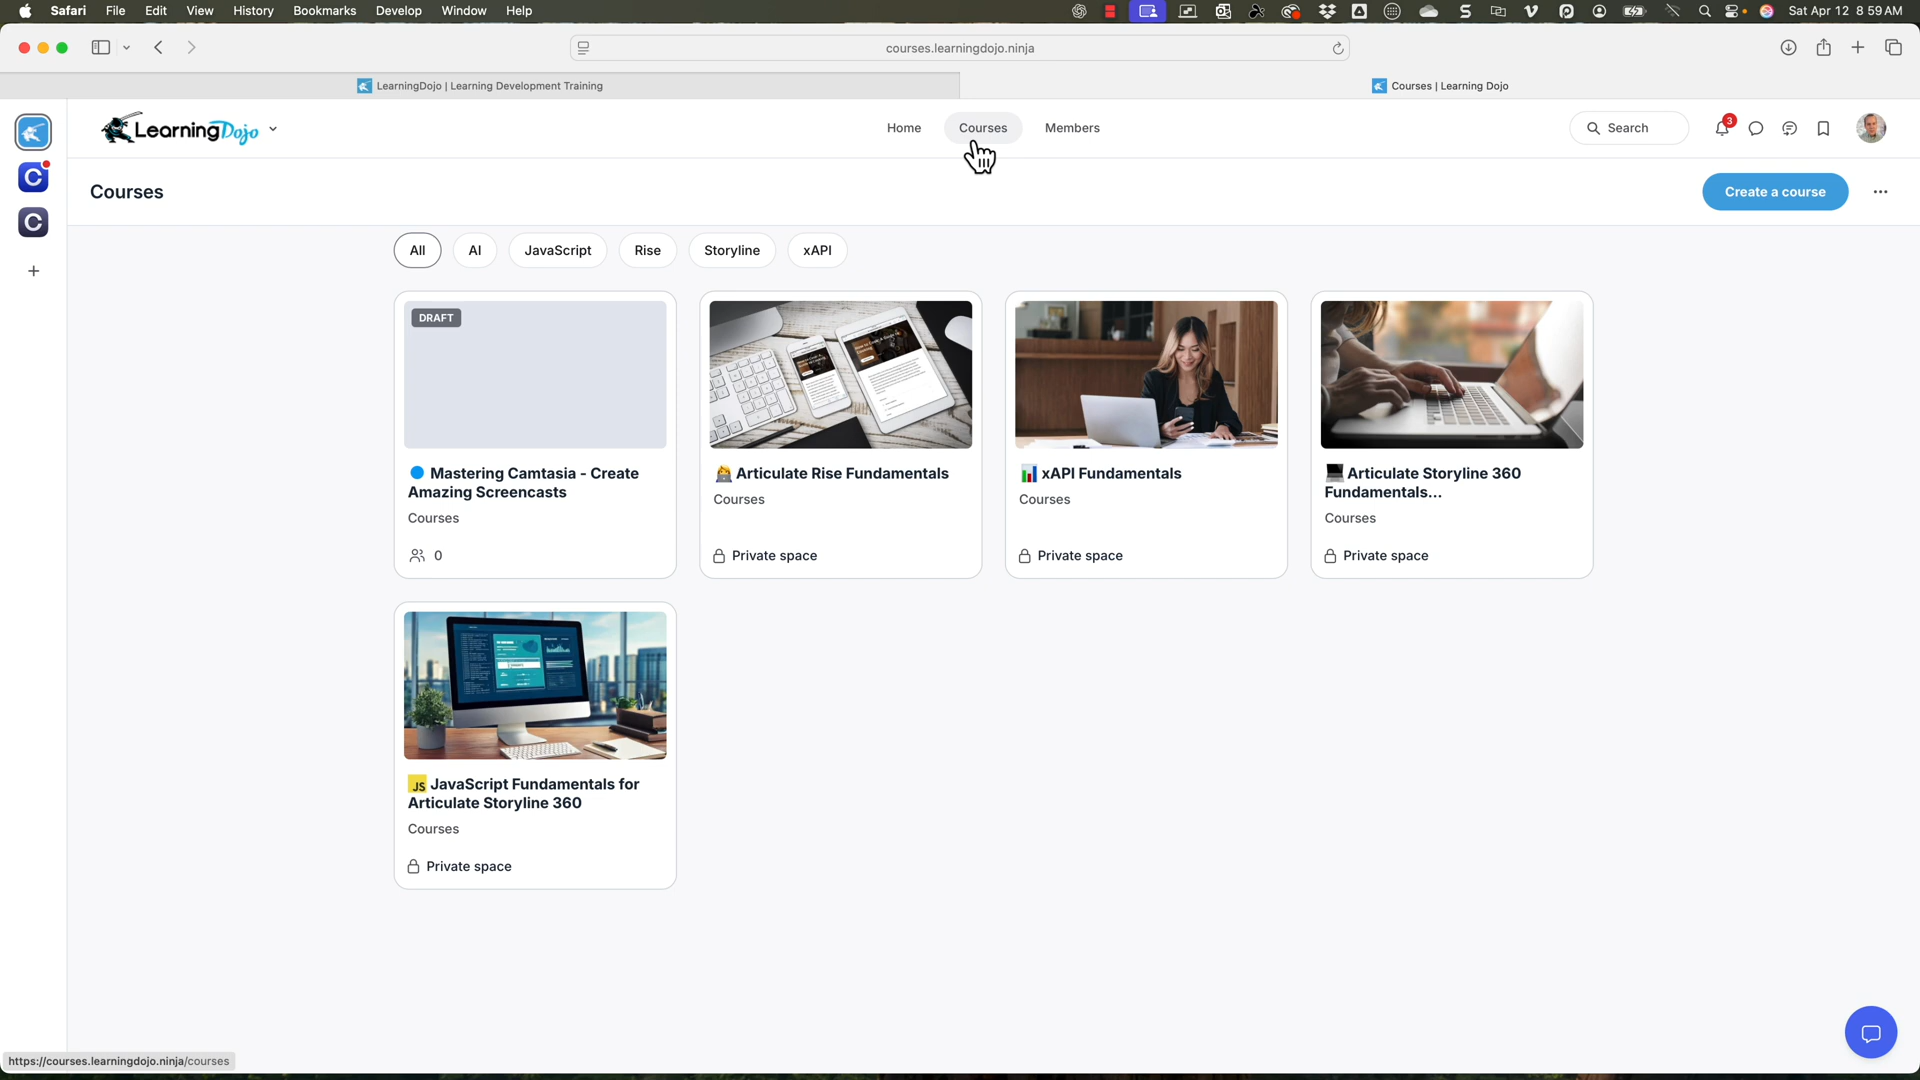 Safari File Edit View History Bookmarks Develop Window Help Sat Apr 12 8 59 AM
courses.learningdojo.ninja
LearningDojo | Learning Development Training
Courses | Learning Dojo
LearningDojo
Home Courses Members
Search
3
C
C
Courses
Create a course
All AI JavaScript Rise Storyline xAPI
DRAFT
Mastering Camtasia - Create
Amazing Screencasts
Courses
0
Articulate Rise Fundamentals
Courses
Private space
xAPI Fundamentals
Courses
Private space
Articulate Storyline 360
Fundamentals...
Courses
Private space
JS JavaScript Fundamentals for
Articulate Storyline 360
Courses
Private space
https://courses.learningdojo.ninja/courses